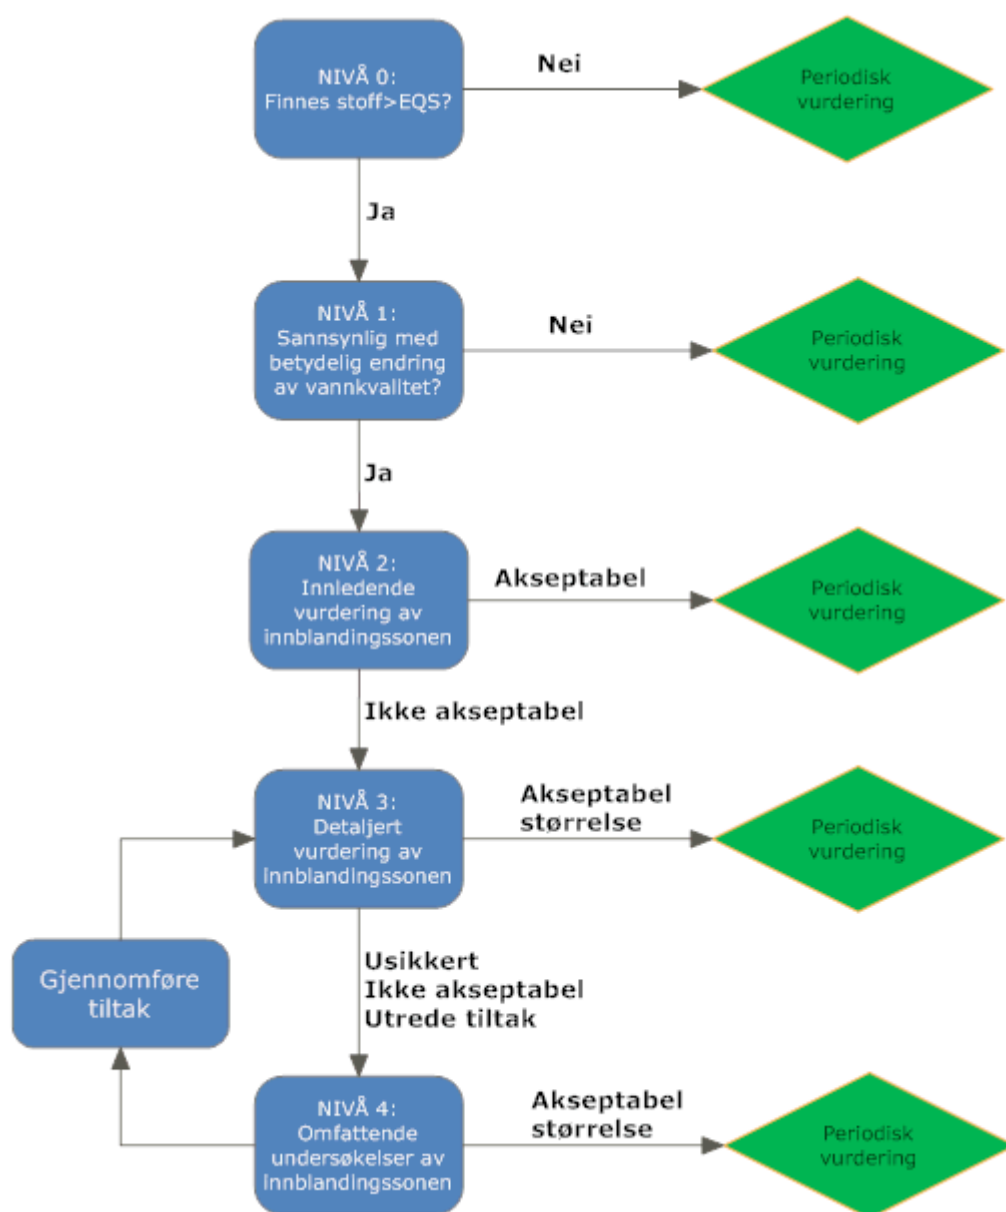 NIVÅ 0:
Finnes stoff>EQS?
Nei
Periodisk
vurdering
Ja
NIVÅ 1:
Sannsynlig med
betydelig endring
av vannkvalitet?
Nei
Periodisk
vurdering
Ja
NIVÅ 2:
Innledende
vurdering av
innblandingssonen
Akseptabel
Periodisk
vurdering
Ikke akseptabel
NIVÅ 3:
Detaljert
vurdering av
innblandingssonen
Akseptabel
størrelse
Periodisk
vurdering
Gjennomføre
tiltak
Usikkert
Ikke akseptabel
Utrede tiltak
NIVÅ 4:
Omfattende
undersøkelser av
innblandingssonen
Akseptabel
størrelse
Periodisk
vurdering